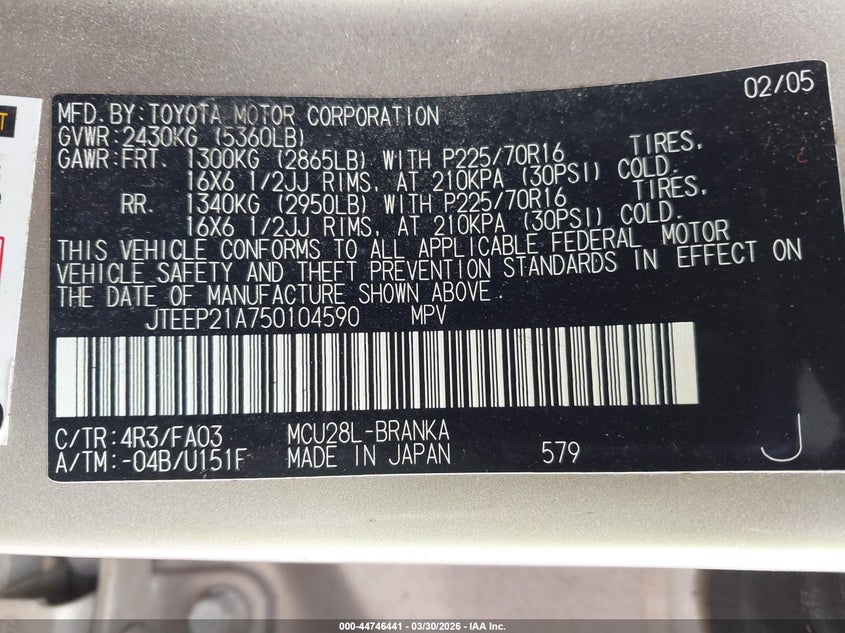 02/05
MFD. BY: TOYOTA MOTOR CORPORATION
GVWR: 2430KG (5360LB)
GAWR: FRT. 1300KG (2865LB) WITH P225/70R16 TIRES,
16X6 1/2JJ RIMS, AT 210KPA (30PSI) COLD.
RR. 1340KG (2950LB) WITH P225/70R16 TIRES,
16X6 1/2JJ RIMS, AT 210KPA (30PSI) COLD.
THIS VEHICLE CONFORMS TO ALL APPLICABLE FEDERAL MOTOR
VEHICLE SAFETY AND THEFT PREVENTION STANDARDS IN EFFECT ON
THE DATE OF MANUFACTURE SHOWN ABOVE.
JTEEP21A750104590 MPV
C/TR: 4R3/FA03 MCU28L-BRANKA
A/TM: -04B/U151F MADE IN JAPAN 579 J
000-44746441 | 03/30/2026 - IAA Inc.